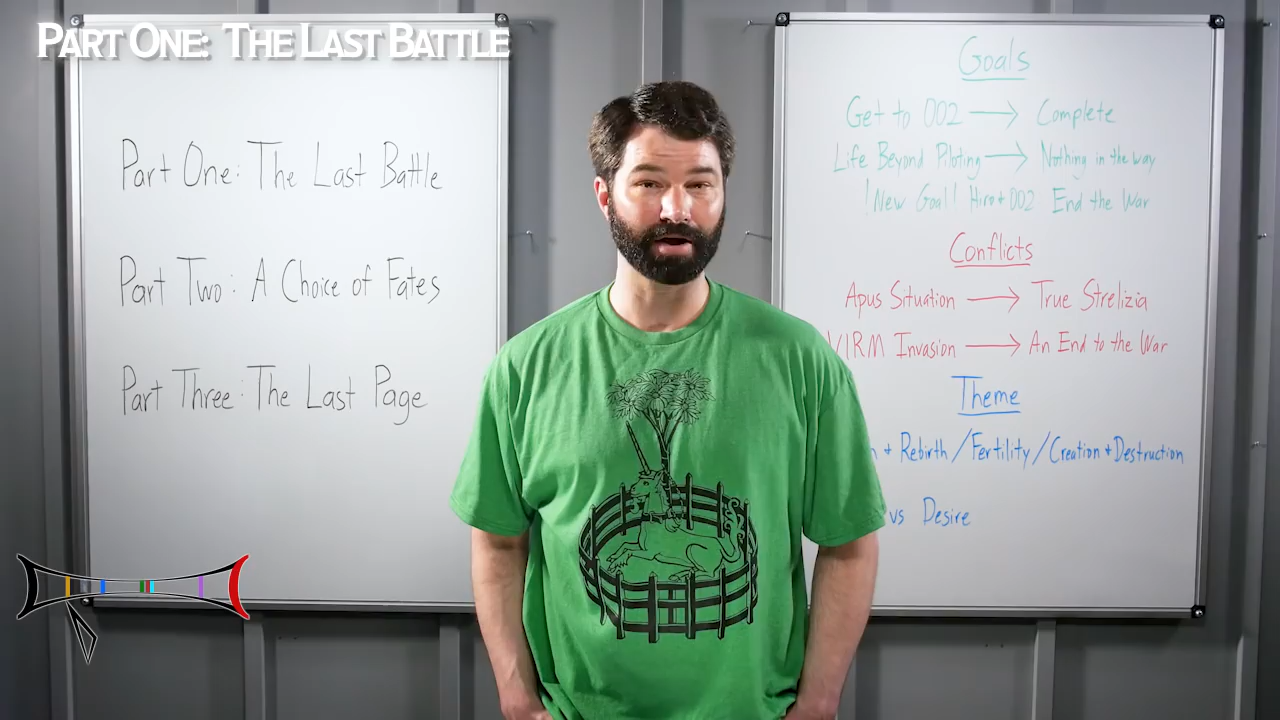 PART ONE: THE LAST BATTLE
Part One: The Last Battle
Part Two: A Choice of Fates
Part Three: The Last Page
Goals
Get to 002 → Complete
Life Beyond Piloting → Nothing in the way
!New Goal! Hiro + 002 End the War
Conflicts
Apus Situation → True Strelizia
VIRM Invasion → An End to the War
Theme
+ Rebirth / Fertility / Creation + Destruction
vs Desire